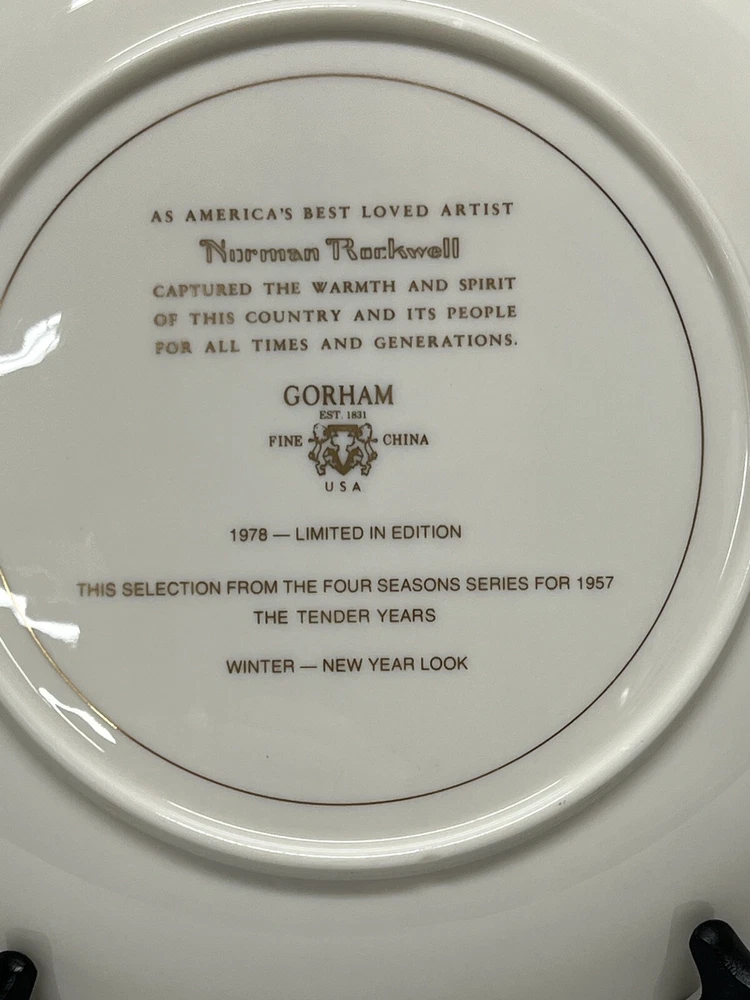 AS AMERICA'S BEST LOVED ARTIST
Norman Rockwell
CAPTURED THE WARMTH AND SPIRIT
OF THIS COUNTRY AND ITS PEOPLE
FOR ALL TIMES AND GENERATIONS.
GORHAM
EST. 1831
FINE CHINA
USA
1978 — LIMITED IN EDITION
THIS SELECTION FROM THE FOUR SEASONS SERIES FOR 1957
THE TENDER YEARS
WINTER — NEW YEAR LOOK